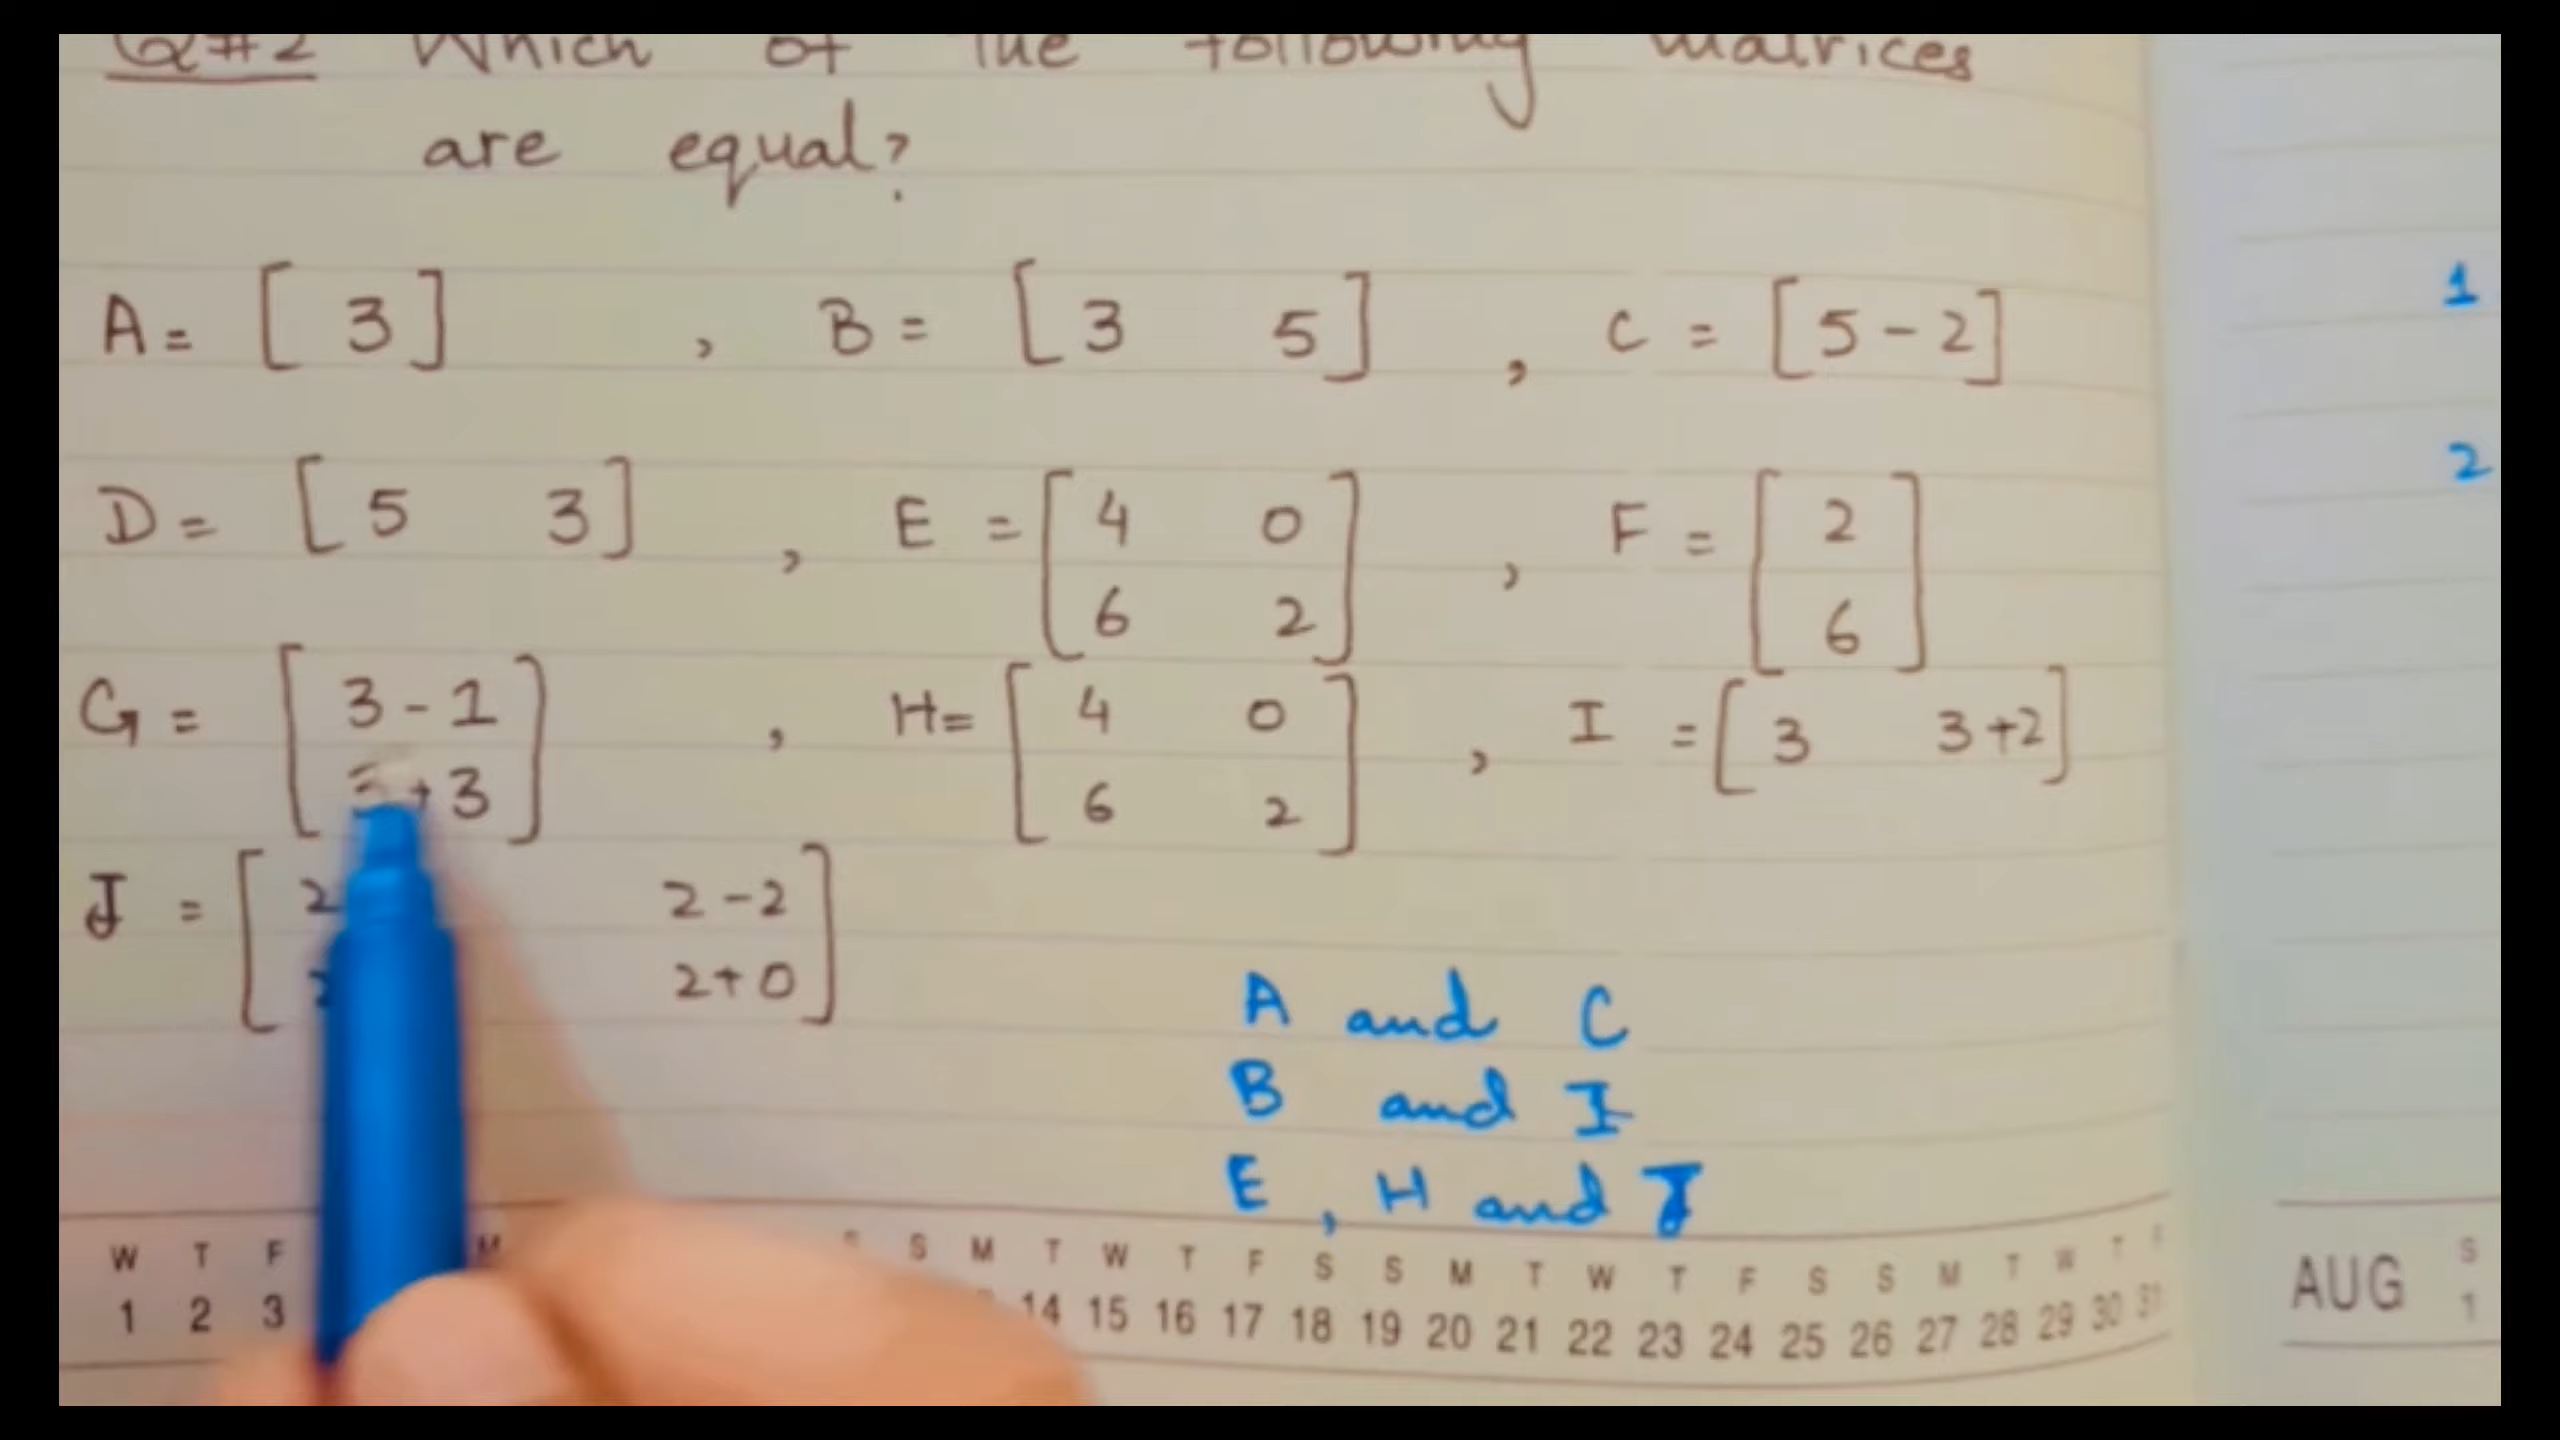 Q#2 Which of the following matrices
are equal?
A = [ 3 ] , B = [ 3 5 ] , C = [ 5 - 2 ]
D = [ 5 3 ] , E = [ 4 0 , F = [ 2
6 2 ] 6 ]
G = [ 3 - 1 , H = [ 4 0 , I = [ 3 3+2 ]
+ 3 ] 6 2 ]
J = [ 2 2 - 2
2 + 0 ]
A and C
B and I
E , H and J
1
2
W T F M S S M T W T F S S M T W T F S S M T W T F
1 2 3 14 15 16 17 18 19 20 21 22 23 24 25 26 27 28 29 30 31
AUG S
1